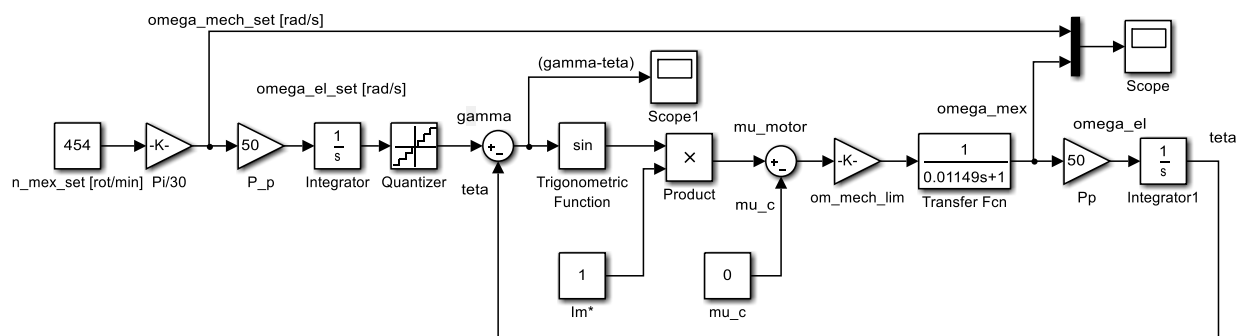 omega_mech_set [rad/s]
Scope
(gamma-teta)
Scope1
omega_el_set [rad/s]
gamma
omega_mex
omega_el
teta
mu_motor
454
-K-
50
1
s
+
-
sin
×
+
-
-K-
1
0.01149s+1
50
1
s
n_mex_set [rot/min]
Pi/30
P_p
Integrator
Quantizer
teta
Trigonometric
Function
Product
mu_c
om_mech_lim
Transfer Fcn
Pp
Integrator1
1
Im*
0
mu_c